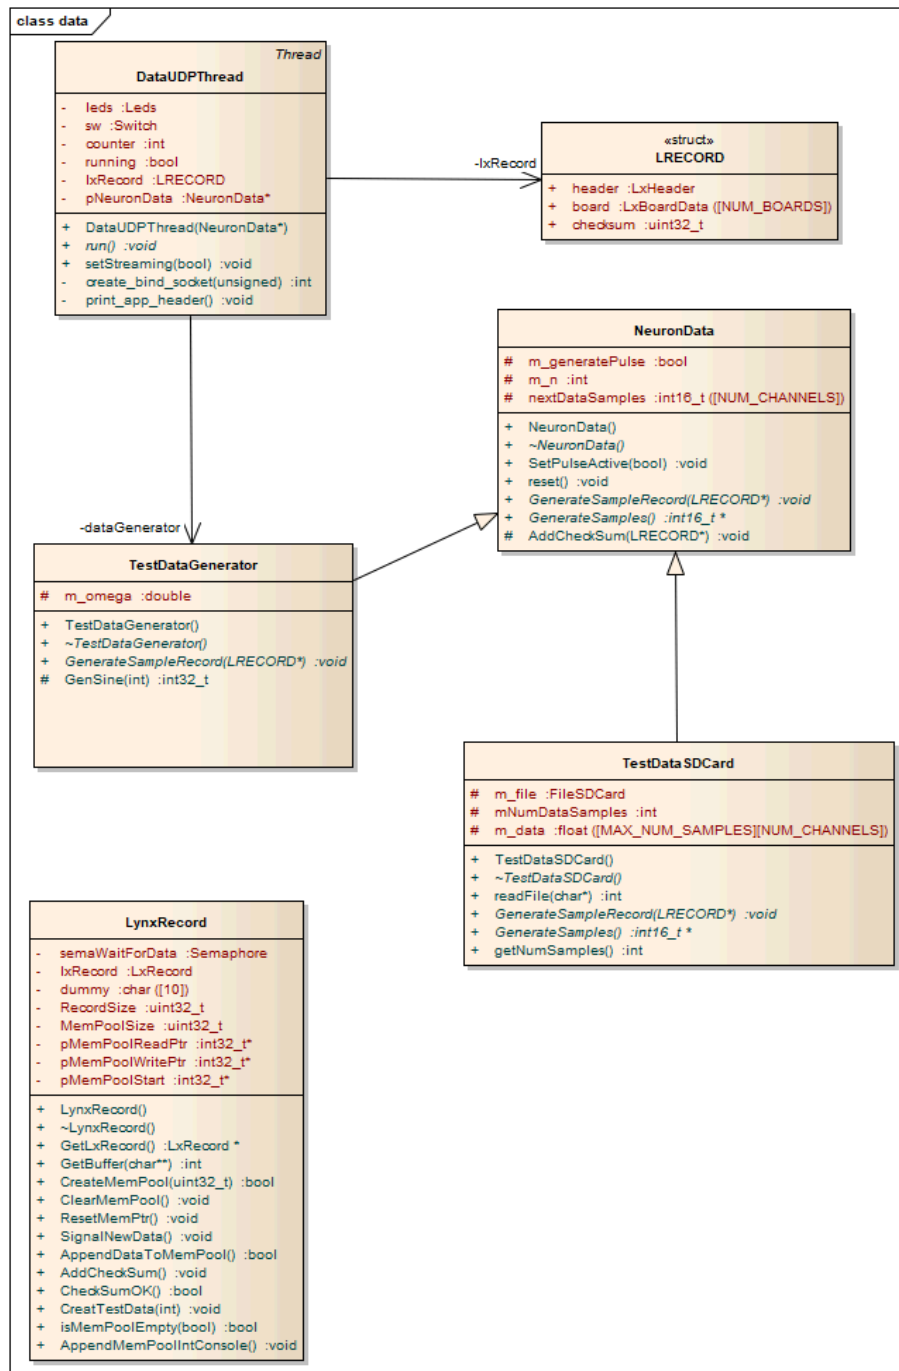 class data
Thread
DataUDPThread
- leds :Leds
- sw :Switch
- counter :int
- running :bool
- lxRecord :LRECORD
- pNeuronData :NeuronData*
+ DataUDPThread(NeuronData*)
+ run() :void
+ setStreaming(bool) :void
- create_bind_socket(unsigned) :int
- print_app_header() :void
-lxRecord
«struct»
LRECORD
+ header :LxHeader
+ board :LxBoardData ([NUM_BOARDS])
+ checksum :uint32_t
NeuronData
# m_generatePulse :bool
# m_n :int
# nextDataSamples :int16_t ([NUM_CHANNELS])
+ NeuronData()
+ ~NeuronData()
+ SetPulseActive(bool) :void
+ reset() :void
+ GenerateSampleRecord(LRECORD*) :void
+ GenerateSamples() :int16_t *
# AddCheckSum(LRECORD*) :void
-dataGenerator
TestDataGenerator
# m_omega :double
+ TestDataGenerator()
+ ~TestDataGenerator()
+ GenerateSampleRecord(LRECORD*) :void
# GenSine(int) :int32_t
TestDataSDCard
# m_file :FileSDCard
# mNumDataSamples :int
# m_data :float ([MAX_NUM_SAMPLES][NUM_CHANNELS])
+ TestDataSDCard()
+ ~TestDataSDCard()
+ readFile(char*) :int
+ GenerateSampleRecord(LRECORD*) :void
+ GenerateSamples() :int16_t *
+ getNumSamples() :int
LynxRecord
- semaWaitForData :Semaphore
- lxRecord :LxRecord
- dummy :char ([10])
- RecordSize :uint32_t
- MemPoolSize :uint32_t
- pMemPoolReadPtr :int32_t*
- pMemPoolWritePtr :int32_t*
- pMemPoolStart :int32_t*
+ LynxRecord()
+ ~LynxRecord()
+ GetLxRecord() :LxRecord *
+ GetBuffer(char**) :int
+ CreateMemPool(uint32_t) :bool
+ ClearMemPool() :void
+ ResetMemPtr() :void
+ SignalNewData() :void
+ AppendDataToMemPool() :bool
+ AddCheckSum() :void
+ CheckSumOK() :bool
+ CreatTestData(int) :void
+ isMemPoolEmpty(bool) :bool
+ AppendMemPoolIntConsole() :void